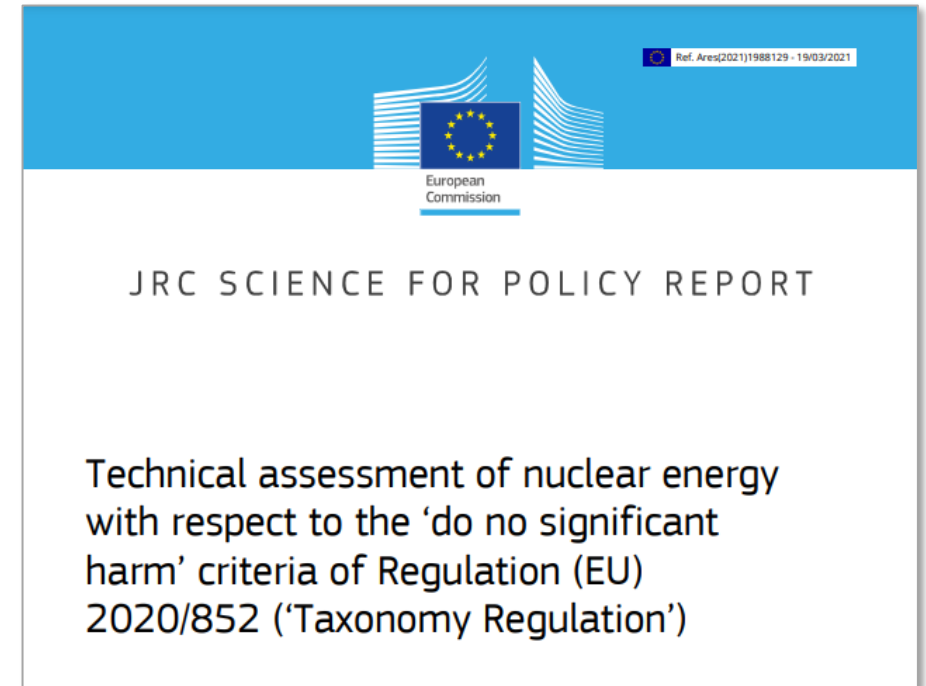 Ref. Ares(2021)1988129 - 19/03/2021
European
Commission
JRC SCIENCE FOR POLICY REPORT
Technical assessment of nuclear energy
with respect to the ‘do no significant
harm’ criteria of Regulation (EU)
2020/852 (‘Taxonomy Regulation’)